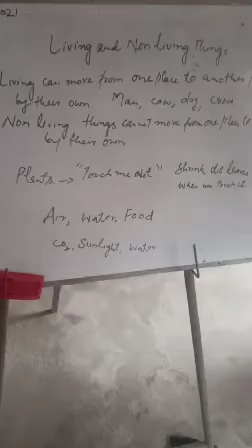 021
Living and Non Living Things
Living can move from one place to another
by their own Man, cow, dog, crow
Non living things cannot move from one place to
by their own
Plants → "Touch me not" Shrink its leave
when we touch it
Air, Water, Food
CO2, Sunlight, water